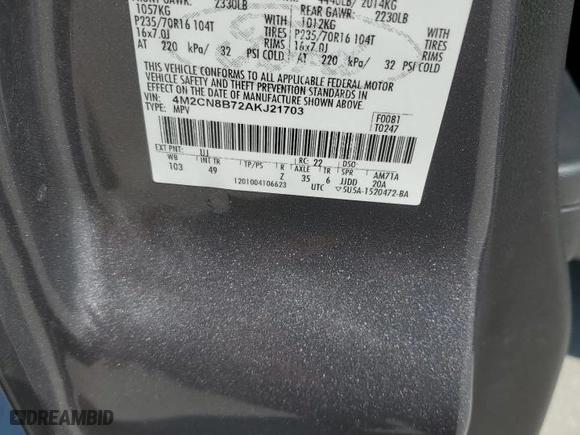 2330LB 2014KG
1057KG REAR GAWR: 2230LB
P235/70R16 104T WITH 1012KG WITH
16x7.0J TIRES P235/70R16 104T TIRES
RIMS 16x7.0J RIMS
AT 220 kPa/ 32 PSI COLD AT 220 kPa/ 32 PSI COLD
THIS VEHICLE CONFORMS TO ALL APPLICABLE FEDERAL MOTOR
VEHICLE SAFETY AND THEFT PREVENTION STANDARDS IN
EFFECT ON THE DATE OF MANUFACTURE SHOWN ABOVE.
VIN: 4M2CN8B72AKJ21703 F0081
TYPE: MPV T0247
EXT PNT: UJ RC: 22 DSO
WB INT TR TP/PS R AXLE TR SPR AM71A
103 49 Z 35 6 JJDD 20A
1201004106623 UTC 5U5A-1520472-BA
DREAMBID